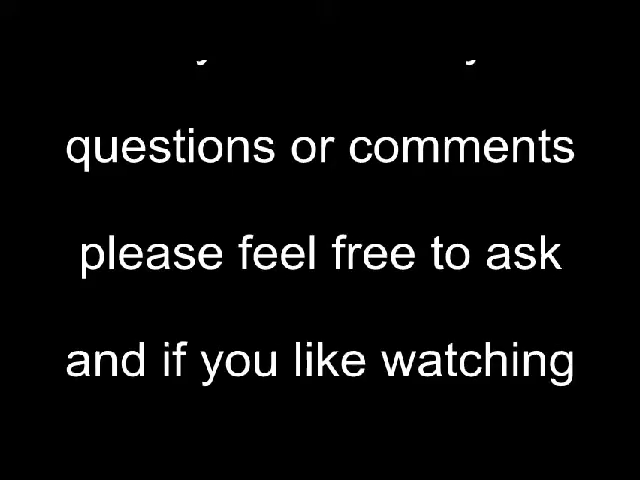 questions or comments
please feel free to ask
and if you like watching